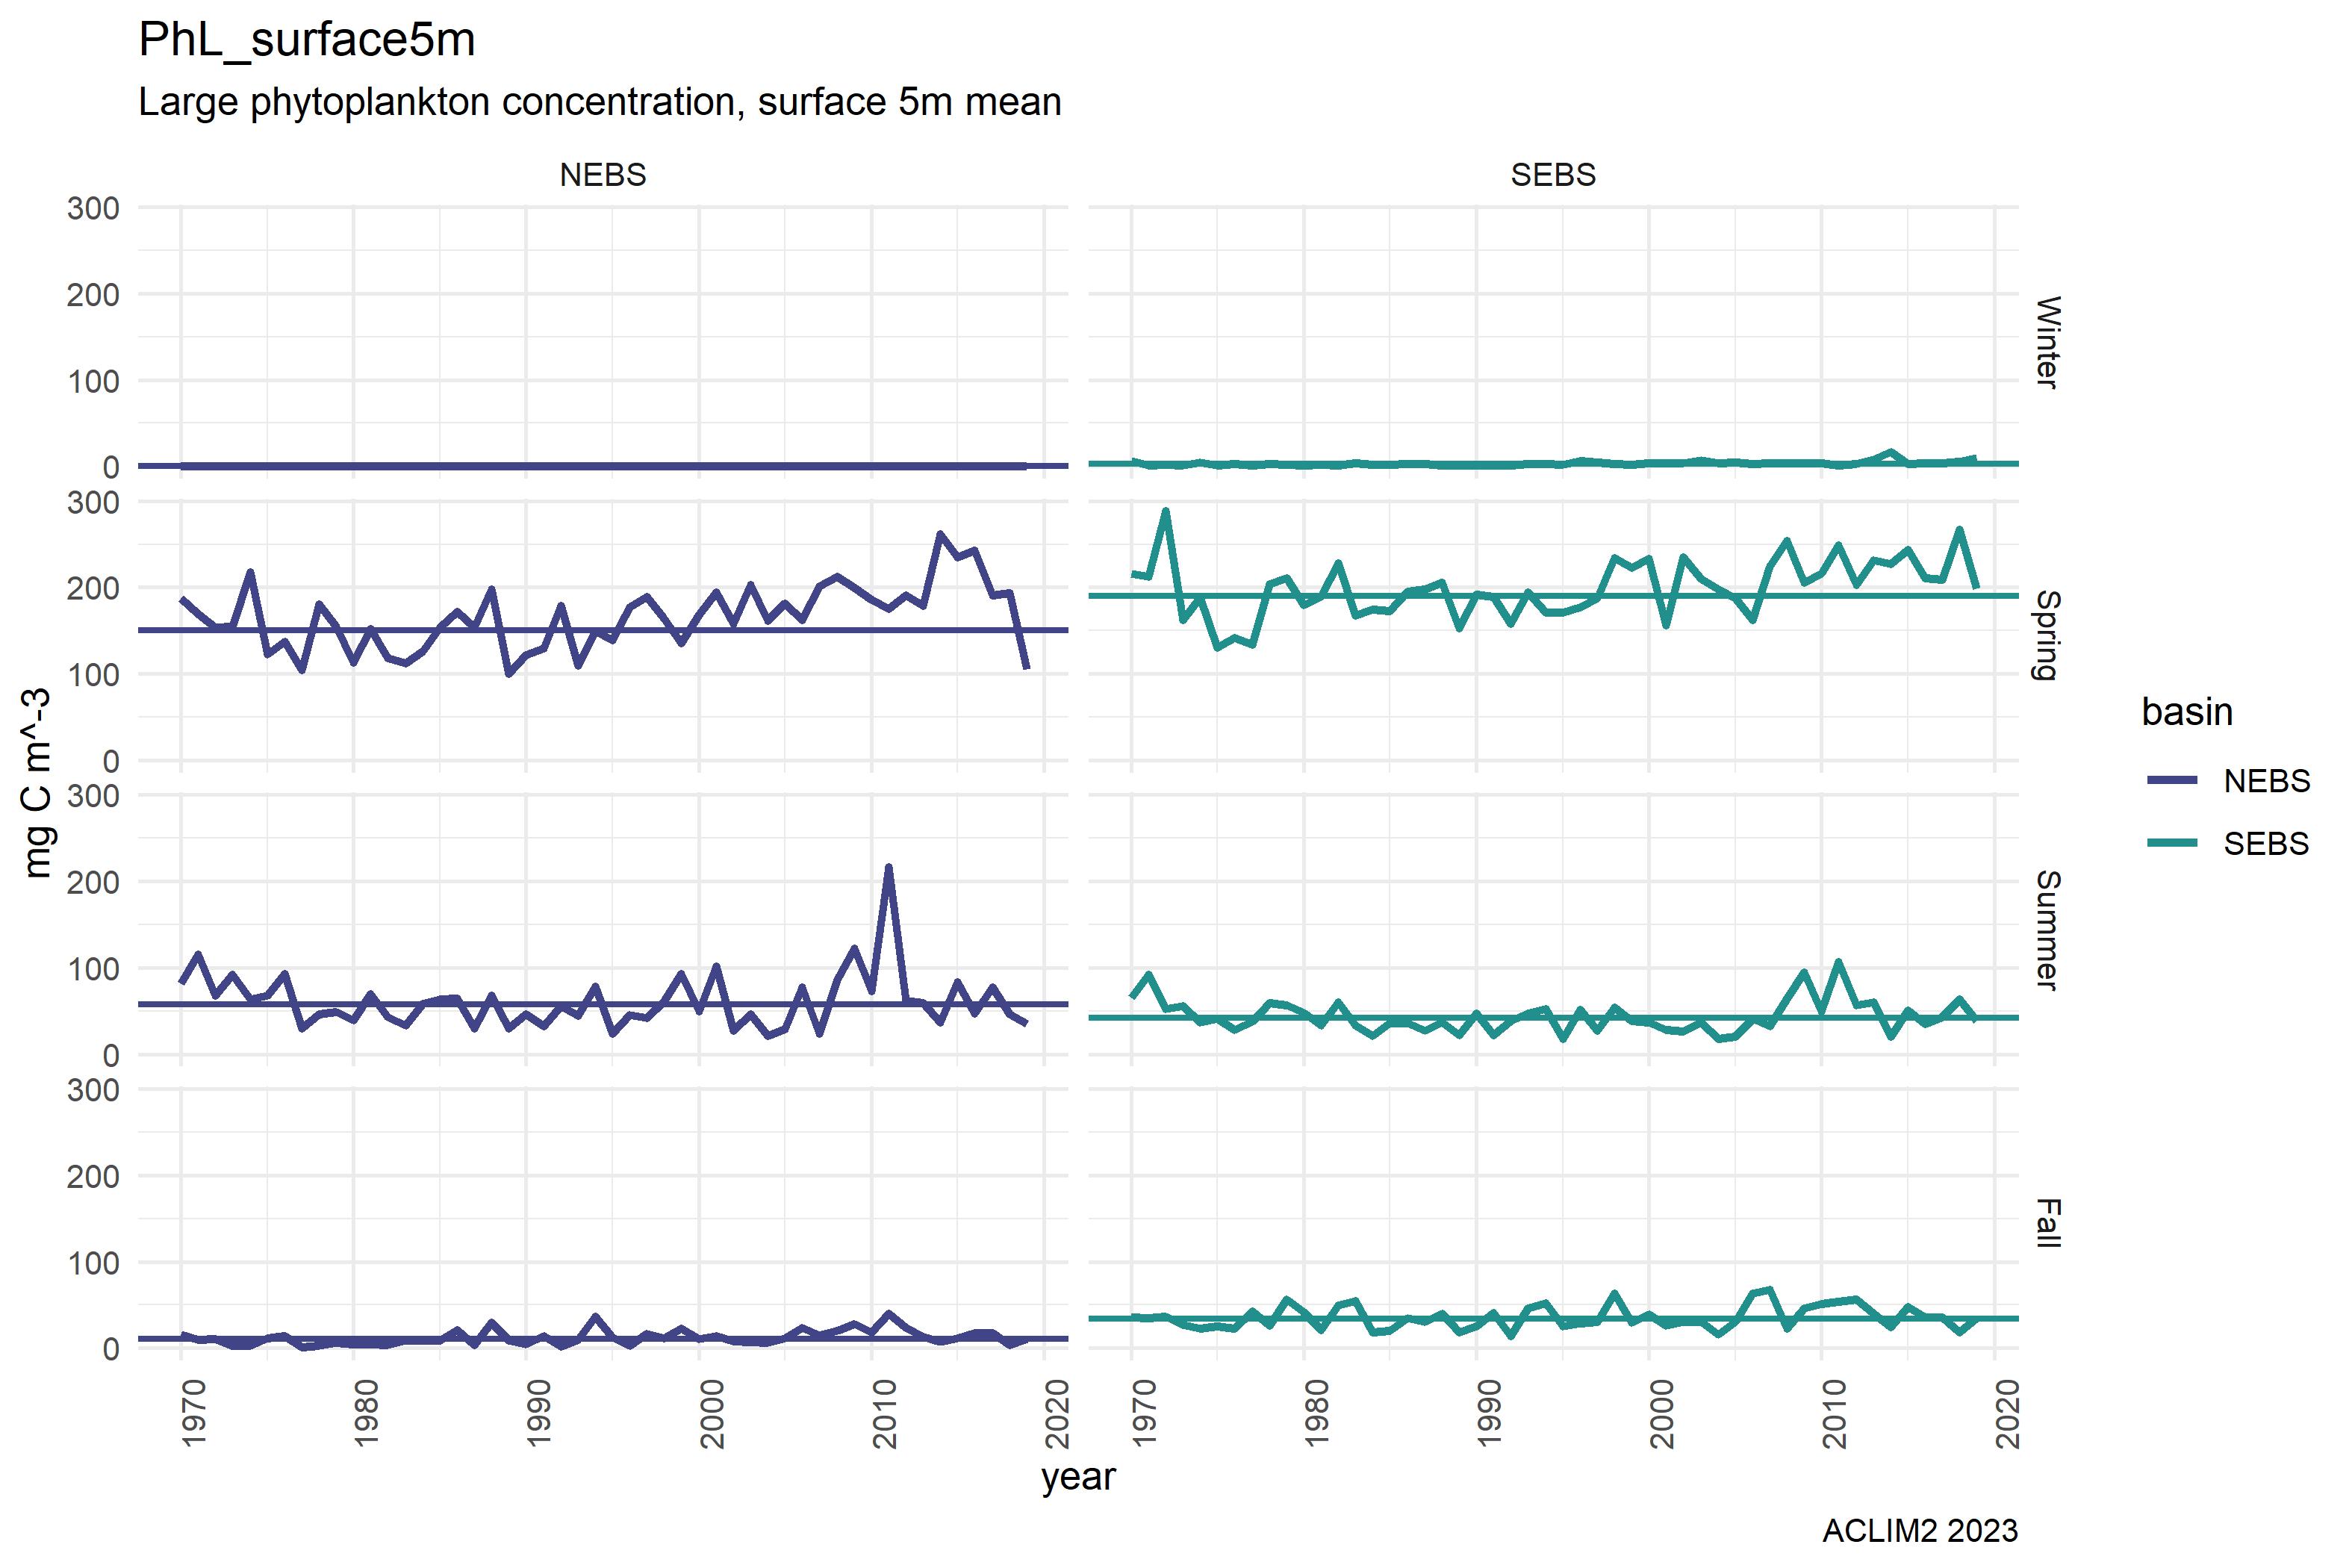 PhL_surface5m
Large phytoplankton concentration, surface 5m mean
NEBS
SEBS
300
200
100
0
Winter
300
200
100
0
Spring
300
200
100
0
Summer
300
200
100
0
Fall
mg C m^-3
1970
1980
1990
2000
2010
2020
1970
1980
1990
2000
2010
2020
year
basin
NEBS
SEBS
ACLIM2 2023